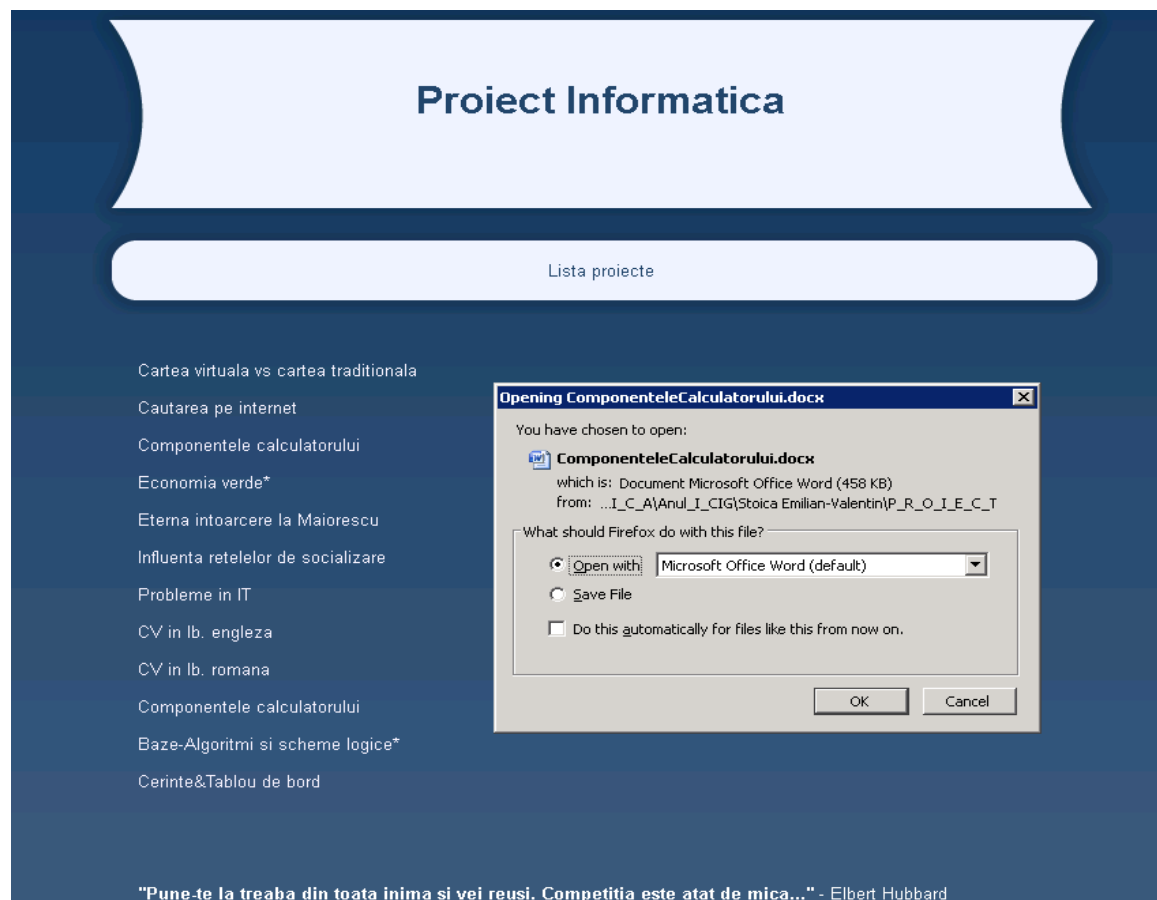 Proiect Informatica
Lista proiecte
Cartea virtuala vs cartea traditionala
Cautarea pe internet
Componentele calculatorului
Economia verde*
Eterna intoarcere la Maiorescu
Influenta retelelor de socializare
Probleme in IT
CV in lb. engleza
CV in lb. romana
Componentele calculatorului
Baze-Algoritmi si scheme logice*
Cerinte&Tablou de bord
Opening ComponenteleCalculatorului.docx
You have chosen to open:
ComponenteleCalculatorului.docx
which is: Document Microsoft Office Word (458 KB)
from: ...I_C_A\Anul_I_CIG\Stoica Emilian-Valentin\P_R_O_I_E_C_T
What should Firefox do with this file?
Open with Microsoft Office Word (default)
Save File
Do this automatically for files like this from now on.
OK Cancel
"Pune-te la treaba din toata inima si vei reusi. Competitia este atat de mica..." - Elbert Hubbard